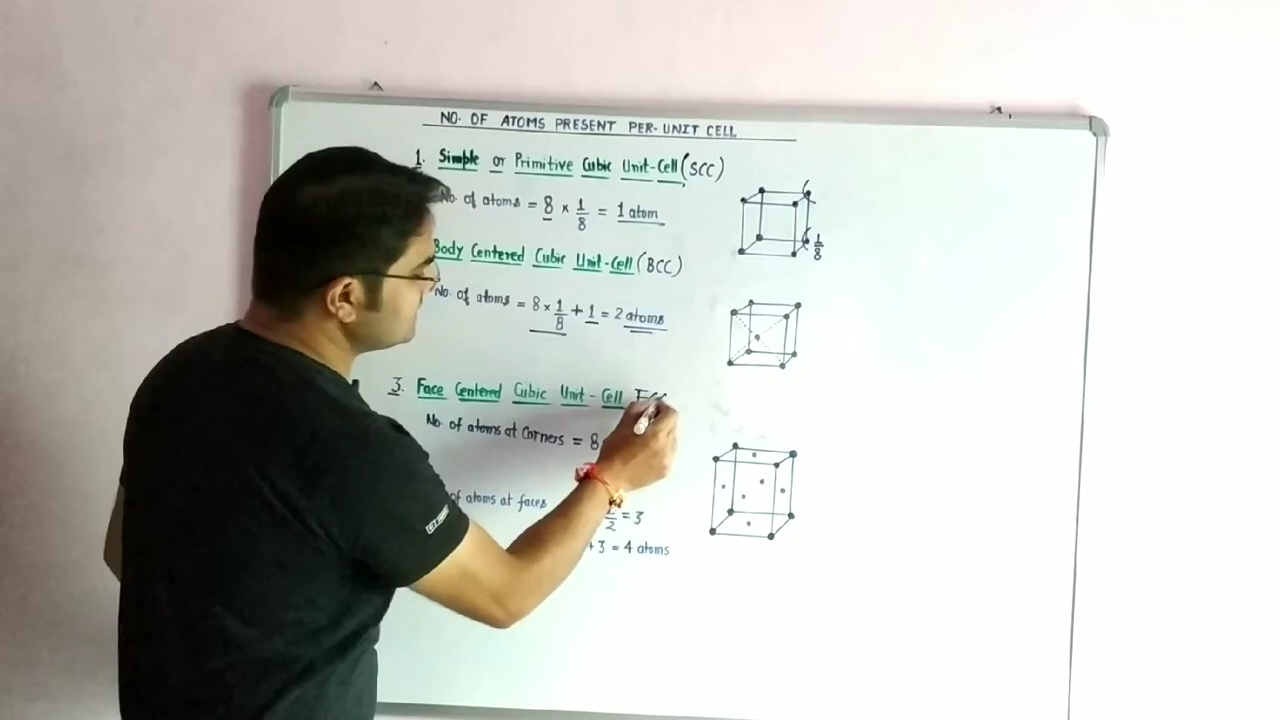 NO. OF ATOMS PRESENT PER-UNIT CELL
1. Simple or Primitive Cubic Unit-Cell (SCC)
No. of atoms = 8 × 1/8 = 1 atom
1/8
Body Centered Cubic Unit-Cell (BCC)
No. of atoms = 8 × 1/8 + 1 = 2 atoms
3. Face Centered Cubic Unit-Cell FCC
No. of atoms at Corners = 8
of atoms at faces
1/2 = 3
+3 = 4 atoms